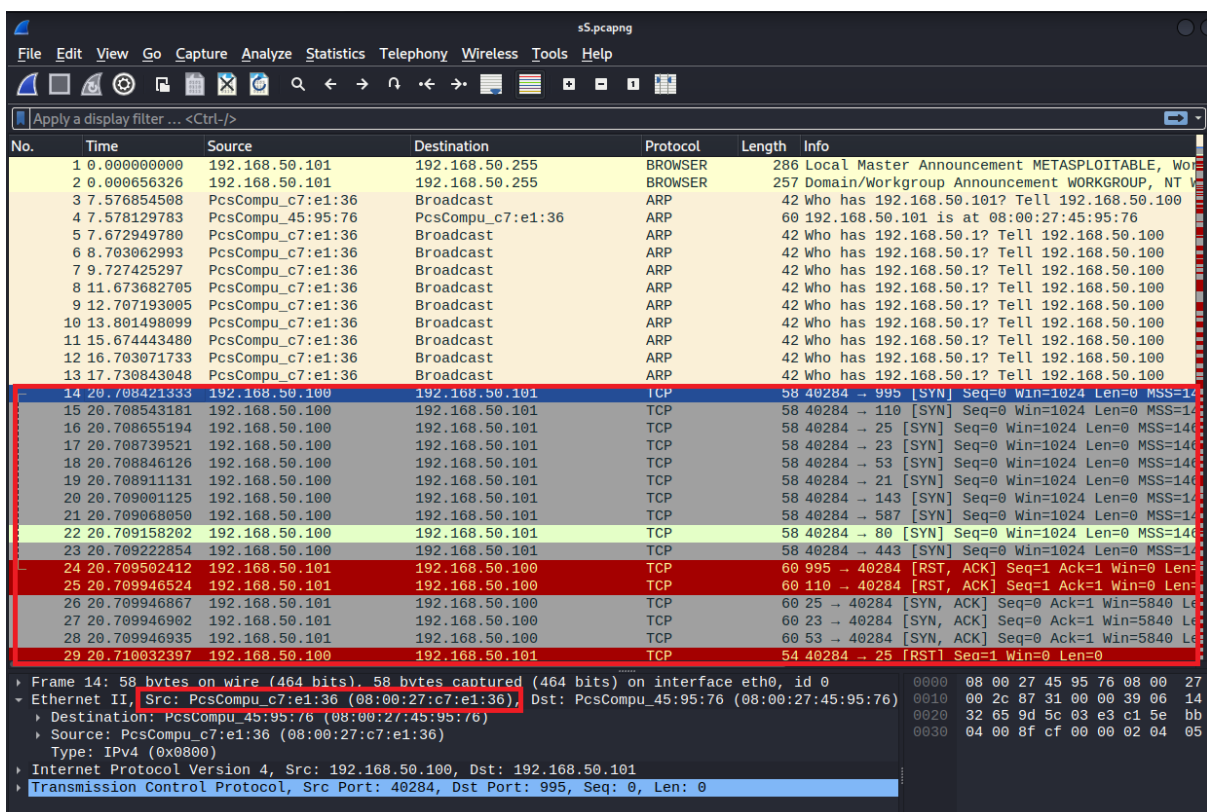 sS.pcapng
File Edit View Go Capture Analyze Statistics Telephony Wireless Tools Help
Apply a display filter ... <Ctrl-/>
No. Time Source Destination Protocol Length Info
1 0.000000000 192.168.50.101 192.168.50.255 BROWSER 286 Local Master Announcement METASPLOITABLE, Wor
2 0.000656326 192.168.50.101 192.168.50.255 BROWSER 257 Domain/Workgroup Announcement WORKGROUP, NT W
3 7.576854508 PcsCompu_c7:e1:36 Broadcast ARP 42 Who has 192.168.50.101? Tell 192.168.50.100
4 7.578129783 PcsCompu_45:95:76 PcsCompu_c7:e1:36 ARP 60 192.168.50.101 is at 08:00:27:45:95:76
5 7.672949780 PcsCompu_c7:e1:36 Broadcast ARP 42 Who has 192.168.50.1? Tell 192.168.50.100
6 8.703062993 PcsCompu_c7:e1:36 Broadcast ARP 42 Who has 192.168.50.1? Tell 192.168.50.100
7 9.727425297 PcsCompu_c7:e1:36 Broadcast ARP 42 Who has 192.168.50.1? Tell 192.168.50.100
8 11.673682705 PcsCompu_c7:e1:36 Broadcast ARP 42 Who has 192.168.50.1? Tell 192.168.50.100
9 12.707193005 PcsCompu_c7:e1:36 Broadcast ARP 42 Who has 192.168.50.1? Tell 192.168.50.100
10 13.801498099 PcsCompu_c7:e1:36 Broadcast ARP 42 Who has 192.168.50.1? Tell 192.168.50.100
11 15.674443480 PcsCompu_c7:e1:36 Broadcast ARP 42 Who has 192.168.50.1? Tell 192.168.50.100
12 16.703071733 PcsCompu_c7:e1:36 Broadcast ARP 42 Who has 192.168.50.1? Tell 192.168.50.100
13 17.730843048 PcsCompu_c7:e1:36 Broadcast ARP 42 Who has 192.168.50.1? Tell 192.168.50.100
14 20.708421333 192.168.50.100 192.168.50.101 TCP 58 40284 → 995 [SYN] Seq=0 Win=1024 Len=0 MSS=14
15 20.708543181 192.168.50.100 192.168.50.101 TCP 58 40284 → 110 [SYN] Seq=0 Win=1024 Len=0 MSS=14
16 20.708655194 192.168.50.100 192.168.50.101 TCP 58 40284 → 25 [SYN] Seq=0 Win=1024 Len=0 MSS=146
17 20.708739521 192.168.50.100 192.168.50.101 TCP 58 40284 → 23 [SYN] Seq=0 Win=1024 Len=0 MSS=146
18 20.708846126 192.168.50.100 192.168.50.101 TCP 58 40284 → 53 [SYN] Seq=0 Win=1024 Len=0 MSS=146
19 20.708911131 192.168.50.100 192.168.50.101 TCP 58 40284 → 21 [SYN] Seq=0 Win=1024 Len=0 MSS=146
20 20.709001125 192.168.50.100 192.168.50.101 TCP 58 40284 → 143 [SYN] Seq=0 Win=1024 Len=0 MSS=14
21 20.709068050 192.168.50.100 192.168.50.101 TCP 58 40284 → 587 [SYN] Seq=0 Win=1024 Len=0 MSS=14
22 20.709158202 192.168.50.100 192.168.50.101 TCP 58 40284 → 80 [SYN] Seq=0 Win=1024 Len=0 MSS=146
23 20.709222854 192.168.50.100 192.168.50.101 TCP 58 40284 → 443 [SYN] Seq=0 Win=1024 Len=0 MSS=14
24 20.709502412 192.168.50.101 192.168.50.100 TCP 60 995 → 40284 [RST, ACK] Seq=1 Ack=1 Win=0 Len=
25 20.709946524 192.168.50.101 192.168.50.100 TCP 60 110 → 40284 [RST, ACK] Seq=1 Ack=1 Win=0 Len=
26 20.709946867 192.168.50.101 192.168.50.100 TCP 60 25 → 40284 [SYN, ACK] Seq=0 Ack=1 Win=5840 Le
27 20.709946902 192.168.50.101 192.168.50.100 TCP 60 23 → 40284 [SYN, ACK] Seq=0 Ack=1 Win=5840 Le
28 20.709946935 192.168.50.101 192.168.50.100 TCP 60 53 → 40284 [SYN, ACK] Seq=0 Ack=1 Win=5840 Le
29 20.710032397 192.168.50.100 192.168.50.101 TCP 54 40284 → 25 [RST] Seq=1 Win=0 Len=0
Frame 14: 58 bytes on wire (464 bits), 58 bytes captured (464 bits) on interface eth0, id 0
Ethernet II, Src: PcsCompu_c7:e1:36 (08:00:27:c7:e1:36), Dst: PcsCompu_45:95:76 (08:00:27:45:95:76)
Destination: PcsCompu_45:95:76 (08:00:27:45:95:76)
Source: PcsCompu_c7:e1:36 (08:00:27:c7:e1:36)
Type: IPv4 (0x0800)
Internet Protocol Version 4, Src: 192.168.50.100, Dst: 192.168.50.101
Transmission Control Protocol, Src Port: 40284, Dst Port: 995, Seq: 0, Len: 0
0000 08 00 27 45 95 76 08 00 27
0010 00 2c 87 31 00 00 39 06 14
0020 32 65 9d 5c 03 e3 c1 5e bb
0030 04 00 8f cf 00 00 02 04 05